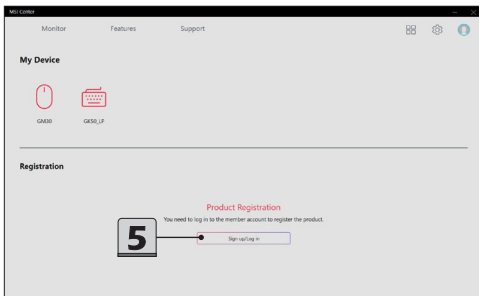 MSI Center
Monitor Features Support
My Device
GM30 GK50_LP
Registration
Product Registration
You need to log in to the member account to register the product.
5
Sign up/Log in